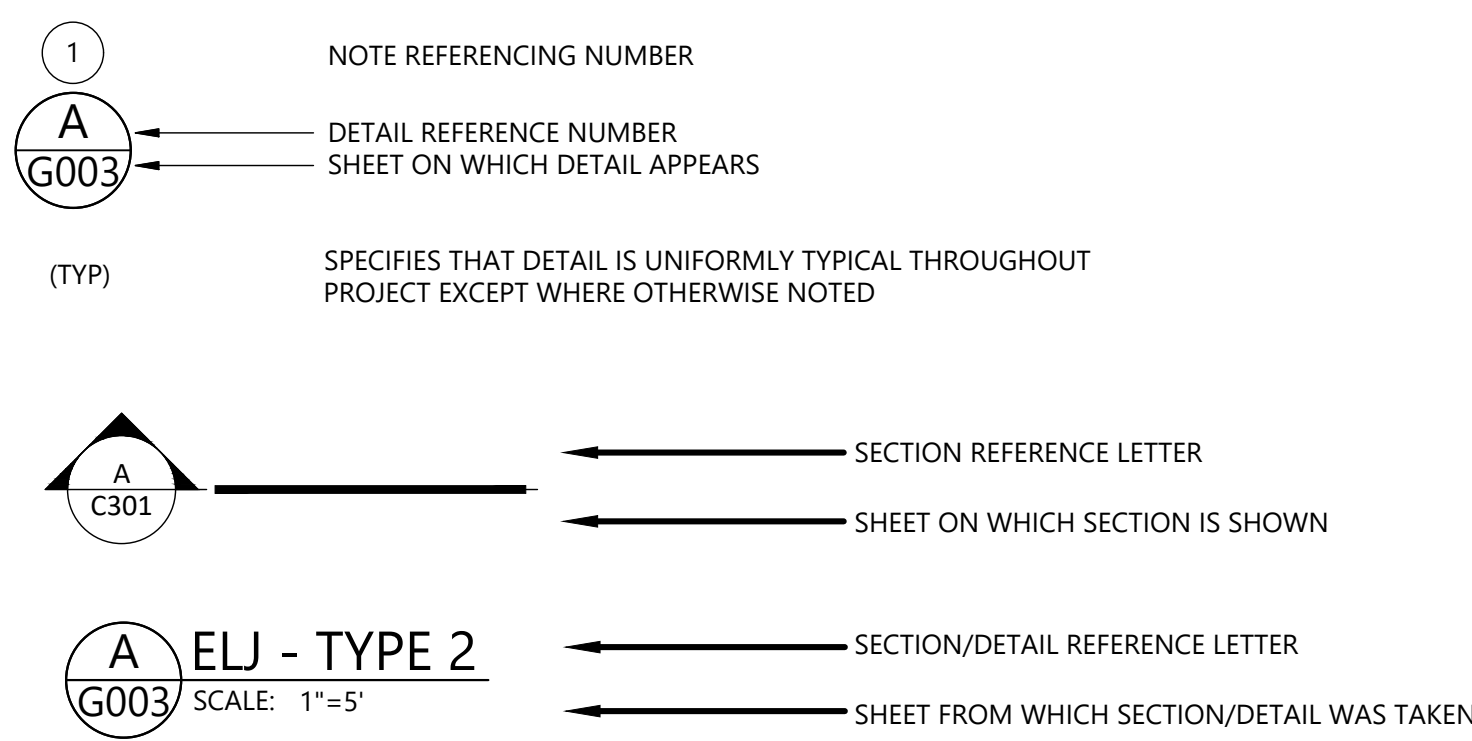 1 NOTE REFERENCING NUMBER
A DETAIL REFERENCE NUMBER
G003 SHEET ON WHICH DETAIL APPEARS
(TYP) SPECIFIES THAT DETAIL IS UNIFORMLY TYPICAL THROUGHOUT
PROJECT EXCEPT WHERE OTHERWISE NOTED
A SECTION REFERENCE LETTER
C301 SHEET ON WHICH SECTION IS SHOWN
A ELJ - TYPE 2 SECTION/DETAIL REFERENCE LETTER
G003 SCALE: 1"=5' SHEET FROM WHICH SECTION/DETAIL WAS TAKEN